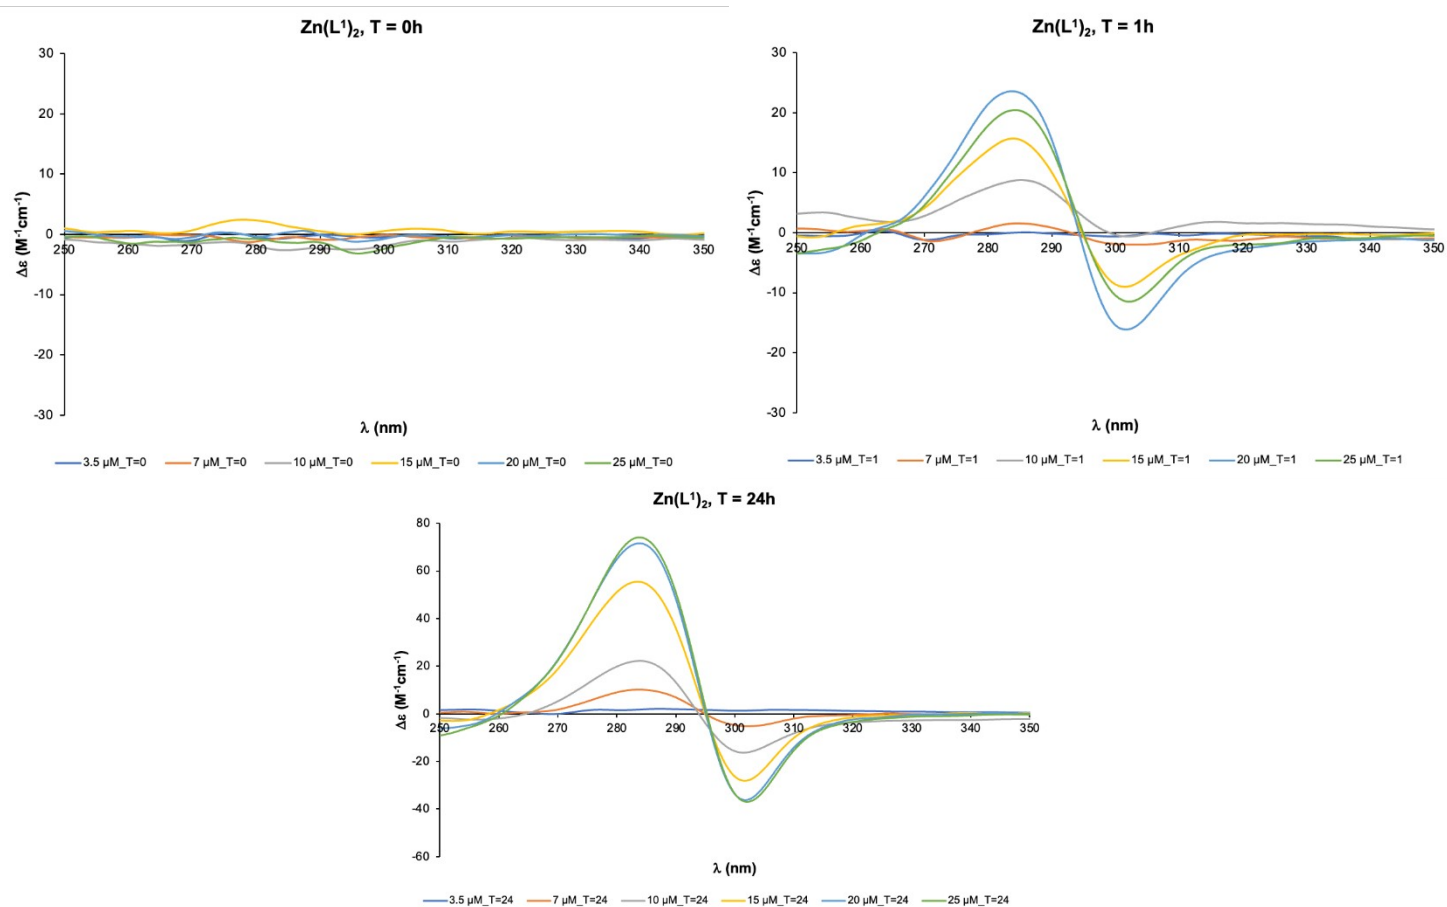 Zn(L¹)₂, T = 0h
30
20
10
0
-10
-20
-30
250 260 270 280 290 300 310 320 330 340 350
Δε (M⁻¹cm⁻¹)
λ (nm)
3.5 µM_T=0 7 µM_T=0 10 µM_T=0 15 µM_T=0 20 µM_T=0 25 µM_T=0
Zn(L¹)₂, T = 1h
30
20
10
0
-10
-20
-30
250 260 270 280 290 300 310 320 330 340 350
Δε (M⁻¹cm⁻¹)
λ (nm)
3.5 µM_T=1 7 µM_T=1 10 µM_T=1 15 µM_T=1 20 µM_T=1 25 µM_T=1
Zn(L¹)₂, T = 24h
80
60
40
20
0
-20
-40
-60
250 260 270 280 290 300 310 320 330 340 350
Δε (M⁻¹cm⁻¹)
λ (nm)
3.5 µM_T=24 7 µM_T=24 10 µM_T=24 15 µM_T=24 20 µM_T=24 25 µM_T=24